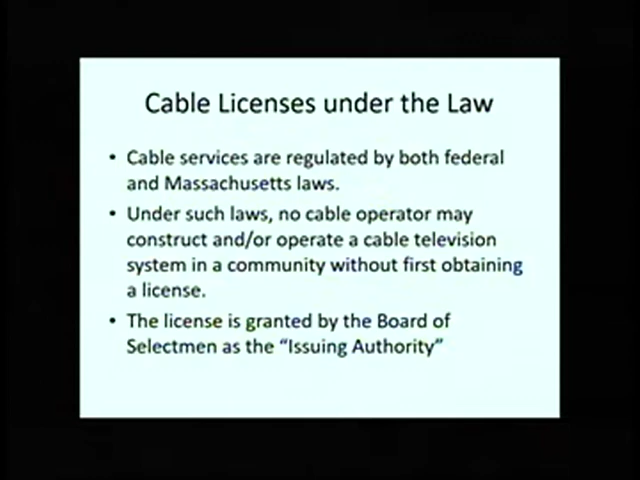 Cable Licenses under the Law
• Cable services are regulated by both federal
and Massachusetts laws.
• Under such laws, no cable operator may
construct and/or operate a cable television
system in a community without first obtaining
a license.
• The license is granted by the Board of
Selectmen as the “Issuing Authority”